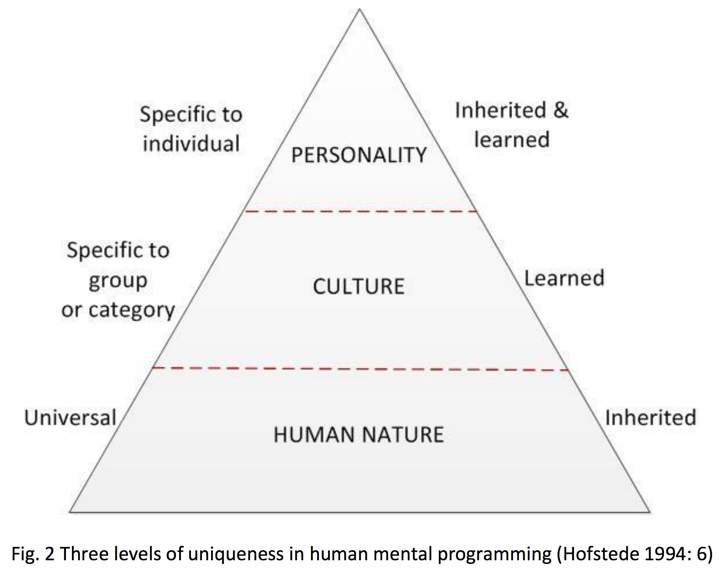 Specific to
individual
Inherited &
learned
PERSONALITY
Specific to
group
or category
CULTURE
Learned
Universal
HUMAN NATURE
Inherited
Fig. 2 Three levels of uniqueness in human mental programming (Hofstede 1994: 6)